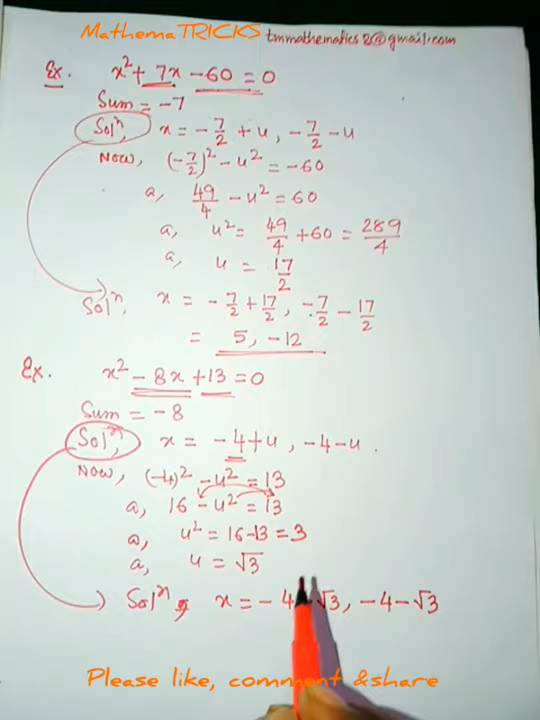 MathemaTRICKS tmmathematics2@gmail.com
Ex. x² + 7x - 60 = 0
Sum = -7
Solⁿ, x = -7/2 + u, -7/2 - u
Now, (-7/2)² - u² = -60
a, 49/4 - u² = 60
a, u² = 49/4 + 60 = 289/4
a, u = 17/2
Solⁿ, x = -7/2 + 17/2, -7/2 - 17/2
= 5, -12
Ex. x² - 8x + 13 = 0
Sum = -8
Solⁿ, x = -4 + u, -4 - u.
Now, (-4)² - u² = 13
a, 16 - u² = 13
a, u² = 16-13 = 3
a, u = √3
Solⁿ, x = -4 √3, -4 - √3
Please like, comment &share